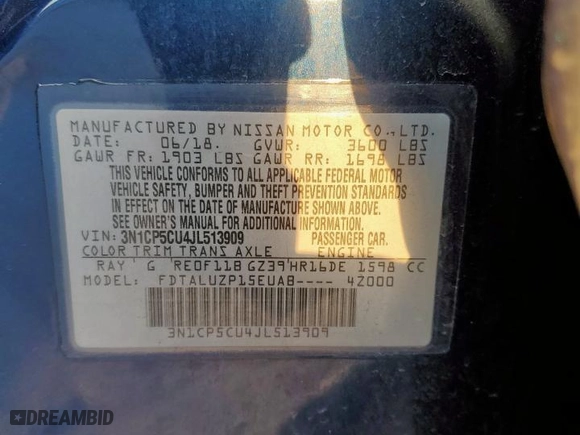 MANUFACTURED BY NISSAN MOTOR CO.,LTD.
DATE: 06/18. GVWR: 3600 LBS
GAWR FR: 1903 LBS GAWR RR: 1698 LBS
THIS VEHICLE CONFORMS TO ALL APPLICABLE FEDERAL MOTOR
VEHICLE SAFETY, BUMPER AND THEFT PREVENTION STANDARDS
IN EFFECT ON THE DATE OF MANUFACTURE SHOWN ABOVE.
SEE OWNER'S MANUAL FOR ADDITIONAL INFORMATION.
VIN: 3N1CP5CU4JL513909 PASSENGER CAR.
COLOR TRIM TRANS AXLE ENGINE
RAY' G 'RE0F11B GZ39'HR16DE 1598 CC
MODEL: FDTALUZP15EUAB---- 42000
3N1CP5CU4JL513909
DREAMBID